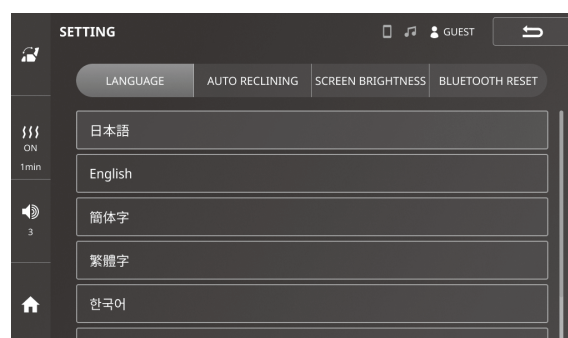 SETTING
GUEST
LANGUAGE
AUTO RECLINING
SCREEN BRIGHTNESS
BLUETOOTH RESET
ON
1min
3
日本語
English
簡体字
繁體字
한국어